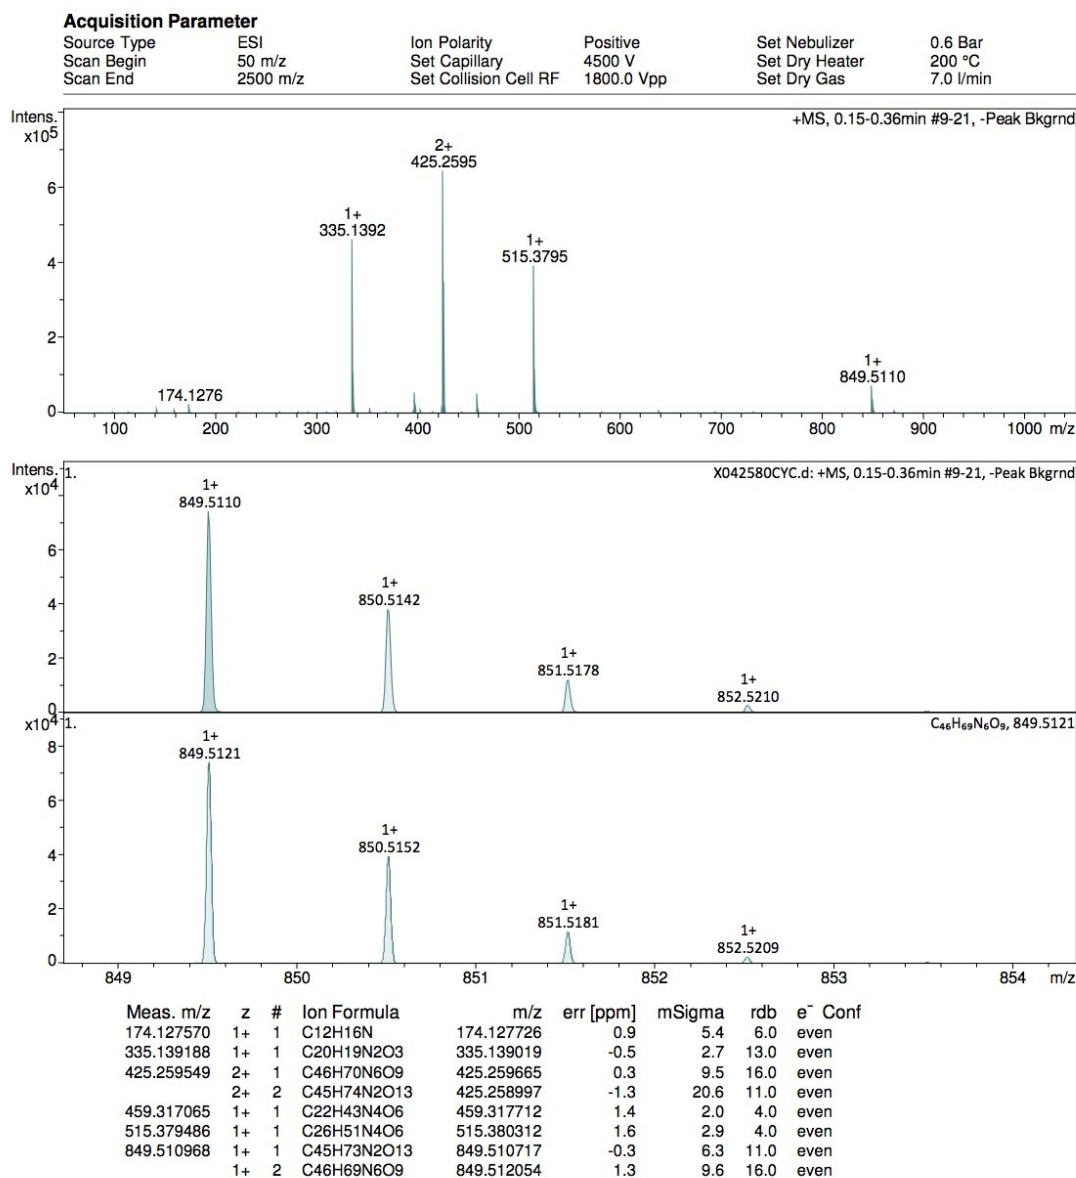 Acquisition Parameter
Source Type ESI Ion Polarity Positive Set Nebulizer 0.6 Bar
Scan Begin 50 m/z Set Capillary 4500 V Set Dry Heater 200 °C
Scan End 2500 m/z Set Collision Cell RF 1800.0 Vpp Set Dry Gas 7.0 l/min
Intens.
x10⁵
+MS, 0.15-0.36min #9-21, -Peak Bkgrnd
2+
425.2595
6
1+
335.1392
1+
515.3795
4
2
1+
849.5110
174.1276
0
100 200 300 400 500 600 700 800 900 1000 m/z
Intens. 1.
x10⁴
X042580CYC.d: +MS, 0.15-0.36min #9-21, -Peak Bkgrnd
1+
849.5110
6
1+
850.5142
4
1+
851.5178
2
1+
852.5210
0
x10⁴ 1.
C₄₆H₆₉N₆O₉, 849.5121
1+
849.5121
8
6
1+
850.5152
4
1+
851.5181
2
1+
852.5209
0
849 850 851 852 853 854 m/z
Meas. m/z z # Ion Formula m/z err [ppm] mSigma rdb e⁻ Conf
174.127570 1+ 1 C12H16N 174.127726 0.9 5.4 6.0 even
335.139188 1+ 1 C20H19N2O3 335.139019 -0.5 2.7 13.0 even
425.259549 2+ 1 C46H70N6O9 425.259665 0.3 9.5 16.0 even
2+ 2 C45H74N2O13 425.258997 -1.3 20.6 11.0 even
459.317065 1+ 1 C22H43N4O6 459.317712 1.4 2.0 4.0 even
515.379486 1+ 1 C26H51N4O6 515.380312 1.6 2.9 4.0 even
849.510968 1+ 1 C45H73N2O13 849.510717 -0.3 6.3 11.0 even
1+ 2 C46H69N6O9 849.512054 1.3 9.6 16.0 even